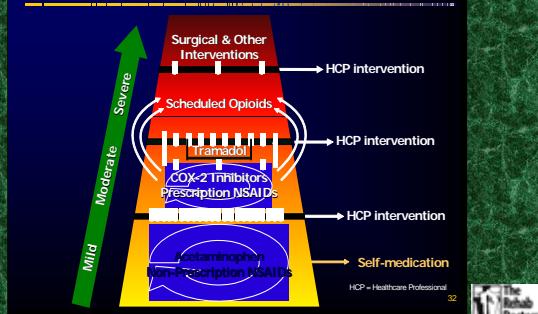 Surgical & Other
Interventions
HCP intervention
Severe
Scheduled Opioids
HCP intervention
Tramadol
Moderate
COX-2 Inhibitors
Prescription NSAIDs
HCP intervention
Mild
Acetaminophen
Non-Prescription NSAIDs
Self-medication
HCP = Healthcare Professional
32
The
Rehab